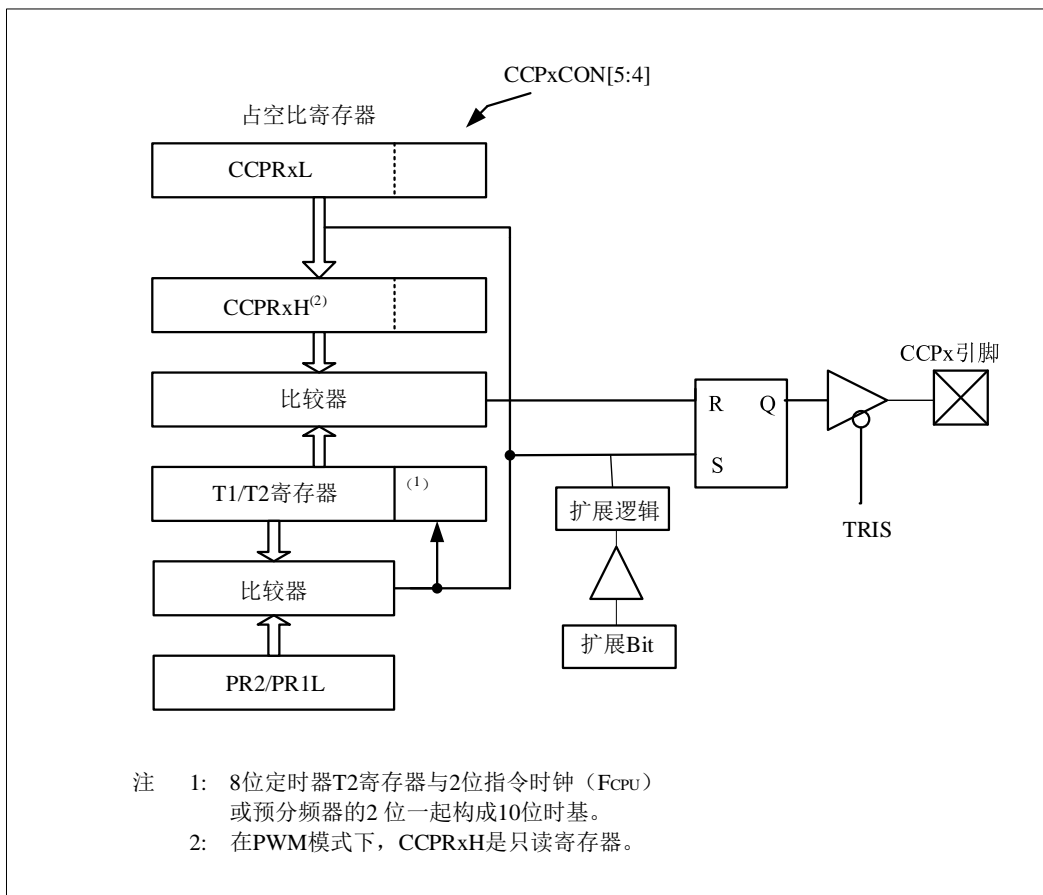 CCPxCON[5:4]
占空比寄存器
CCPRxL
CCPRxH(2)
CCPx引脚
比较器
R Q
S
T1/T2寄存器 (1)
扩展逻辑
TRIS
比较器
扩展Bit
PR2/PR1L
注 1: 8位定时器T2寄存器与2位指令时钟（FCPU）
或预分频器的2 位一起构成10位时基。
2: 在PWM模式下，CCPRxH是只读寄存器。